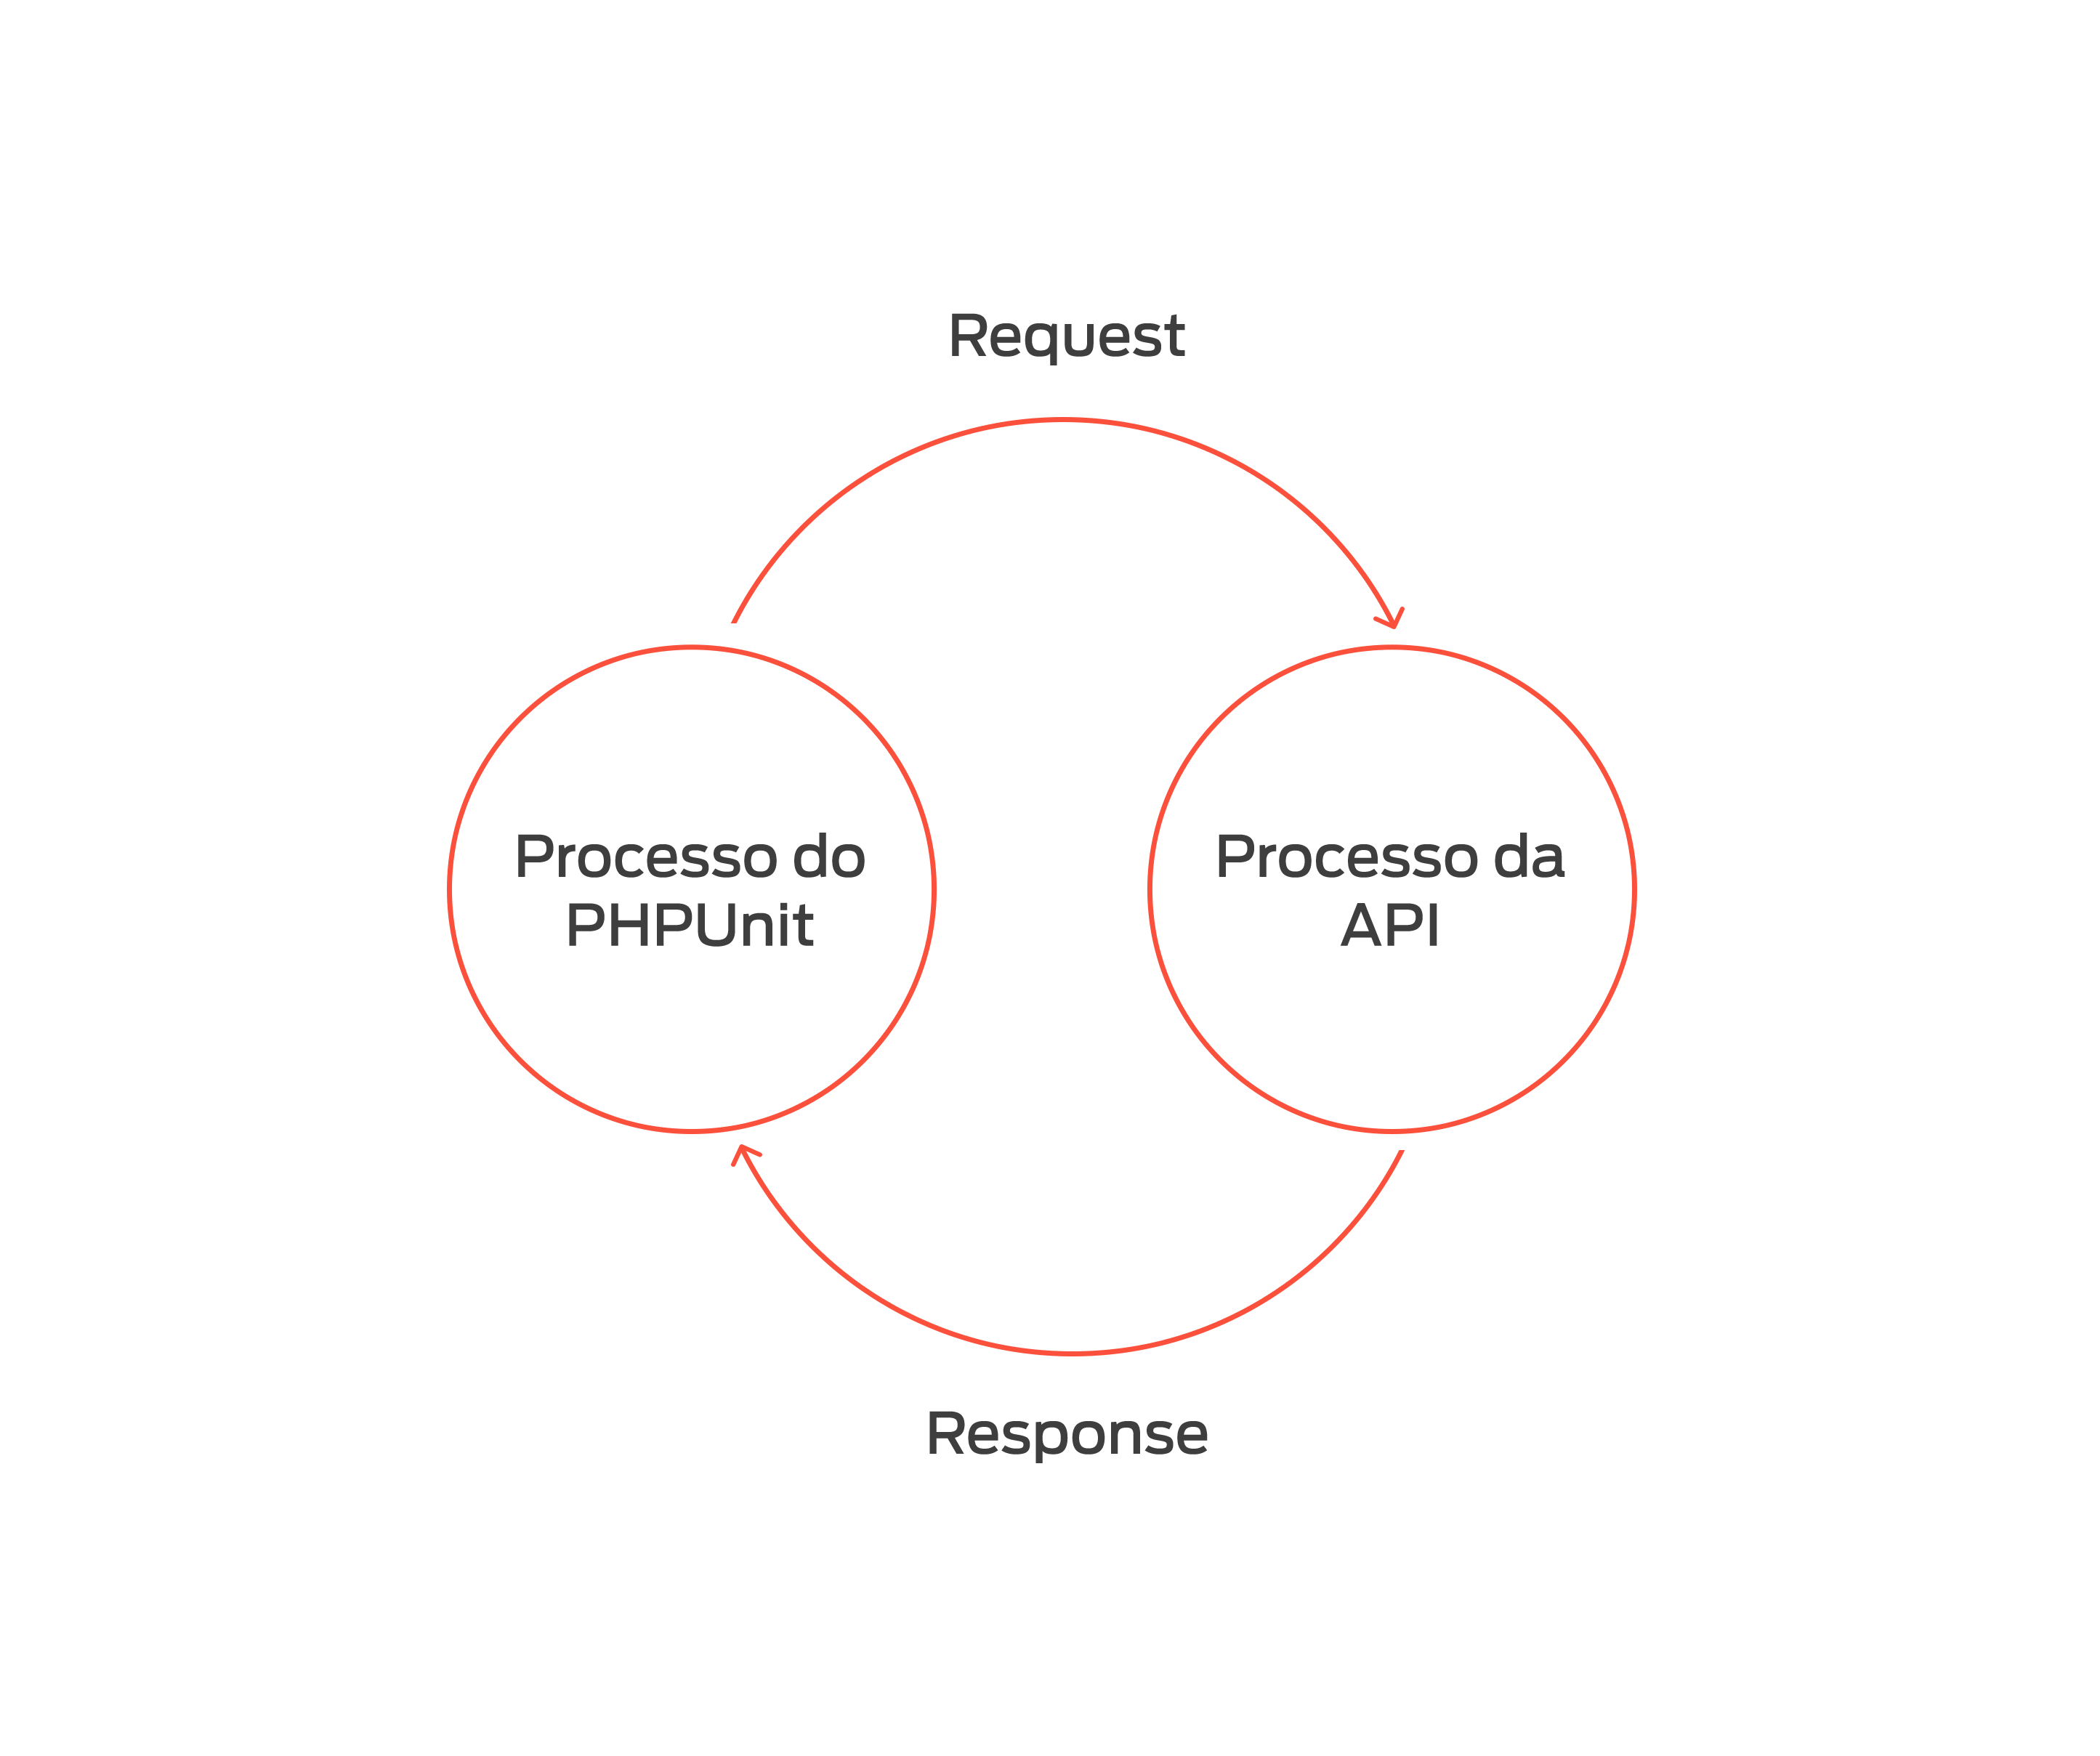 Request
Processo do
PHPUnit
Processo da
API
Response